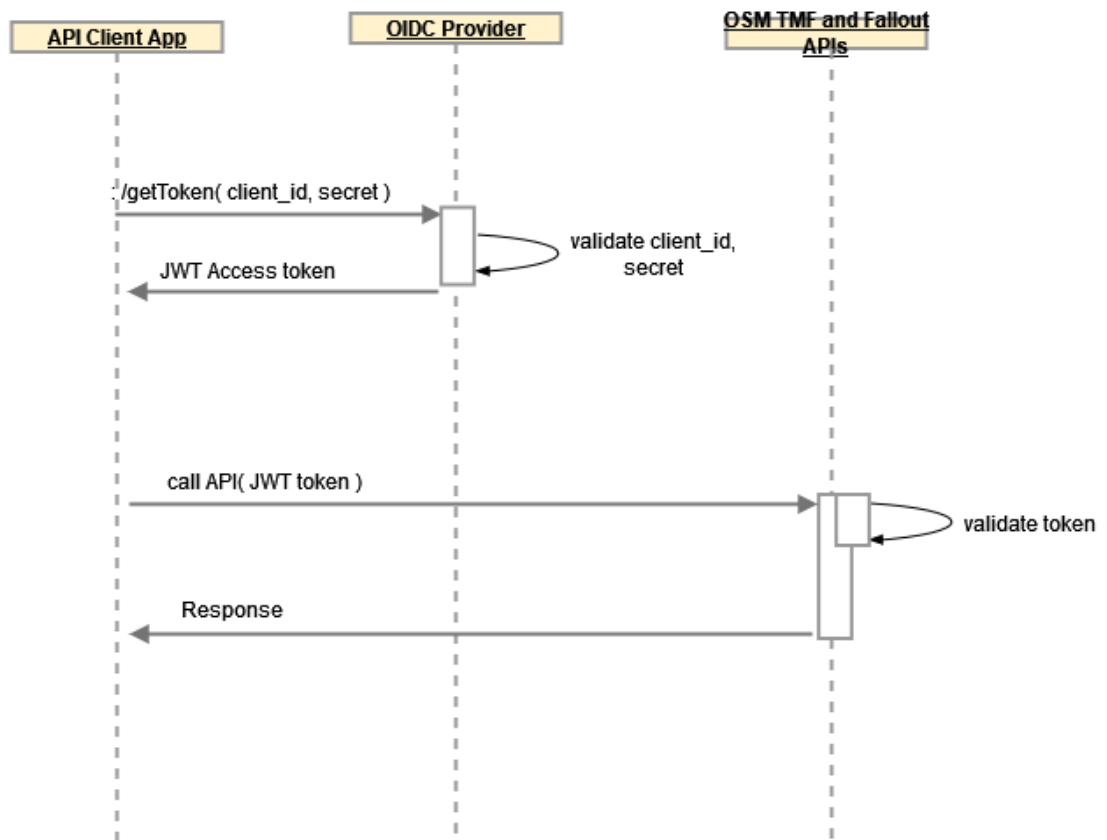 API Client App
OIDC Provider
OSM TMF and Fallout
APIs
: /getToken( client_id, secret )
validate client_id,
secret
JWT Access token
call API( JWT token )
validate token
Response